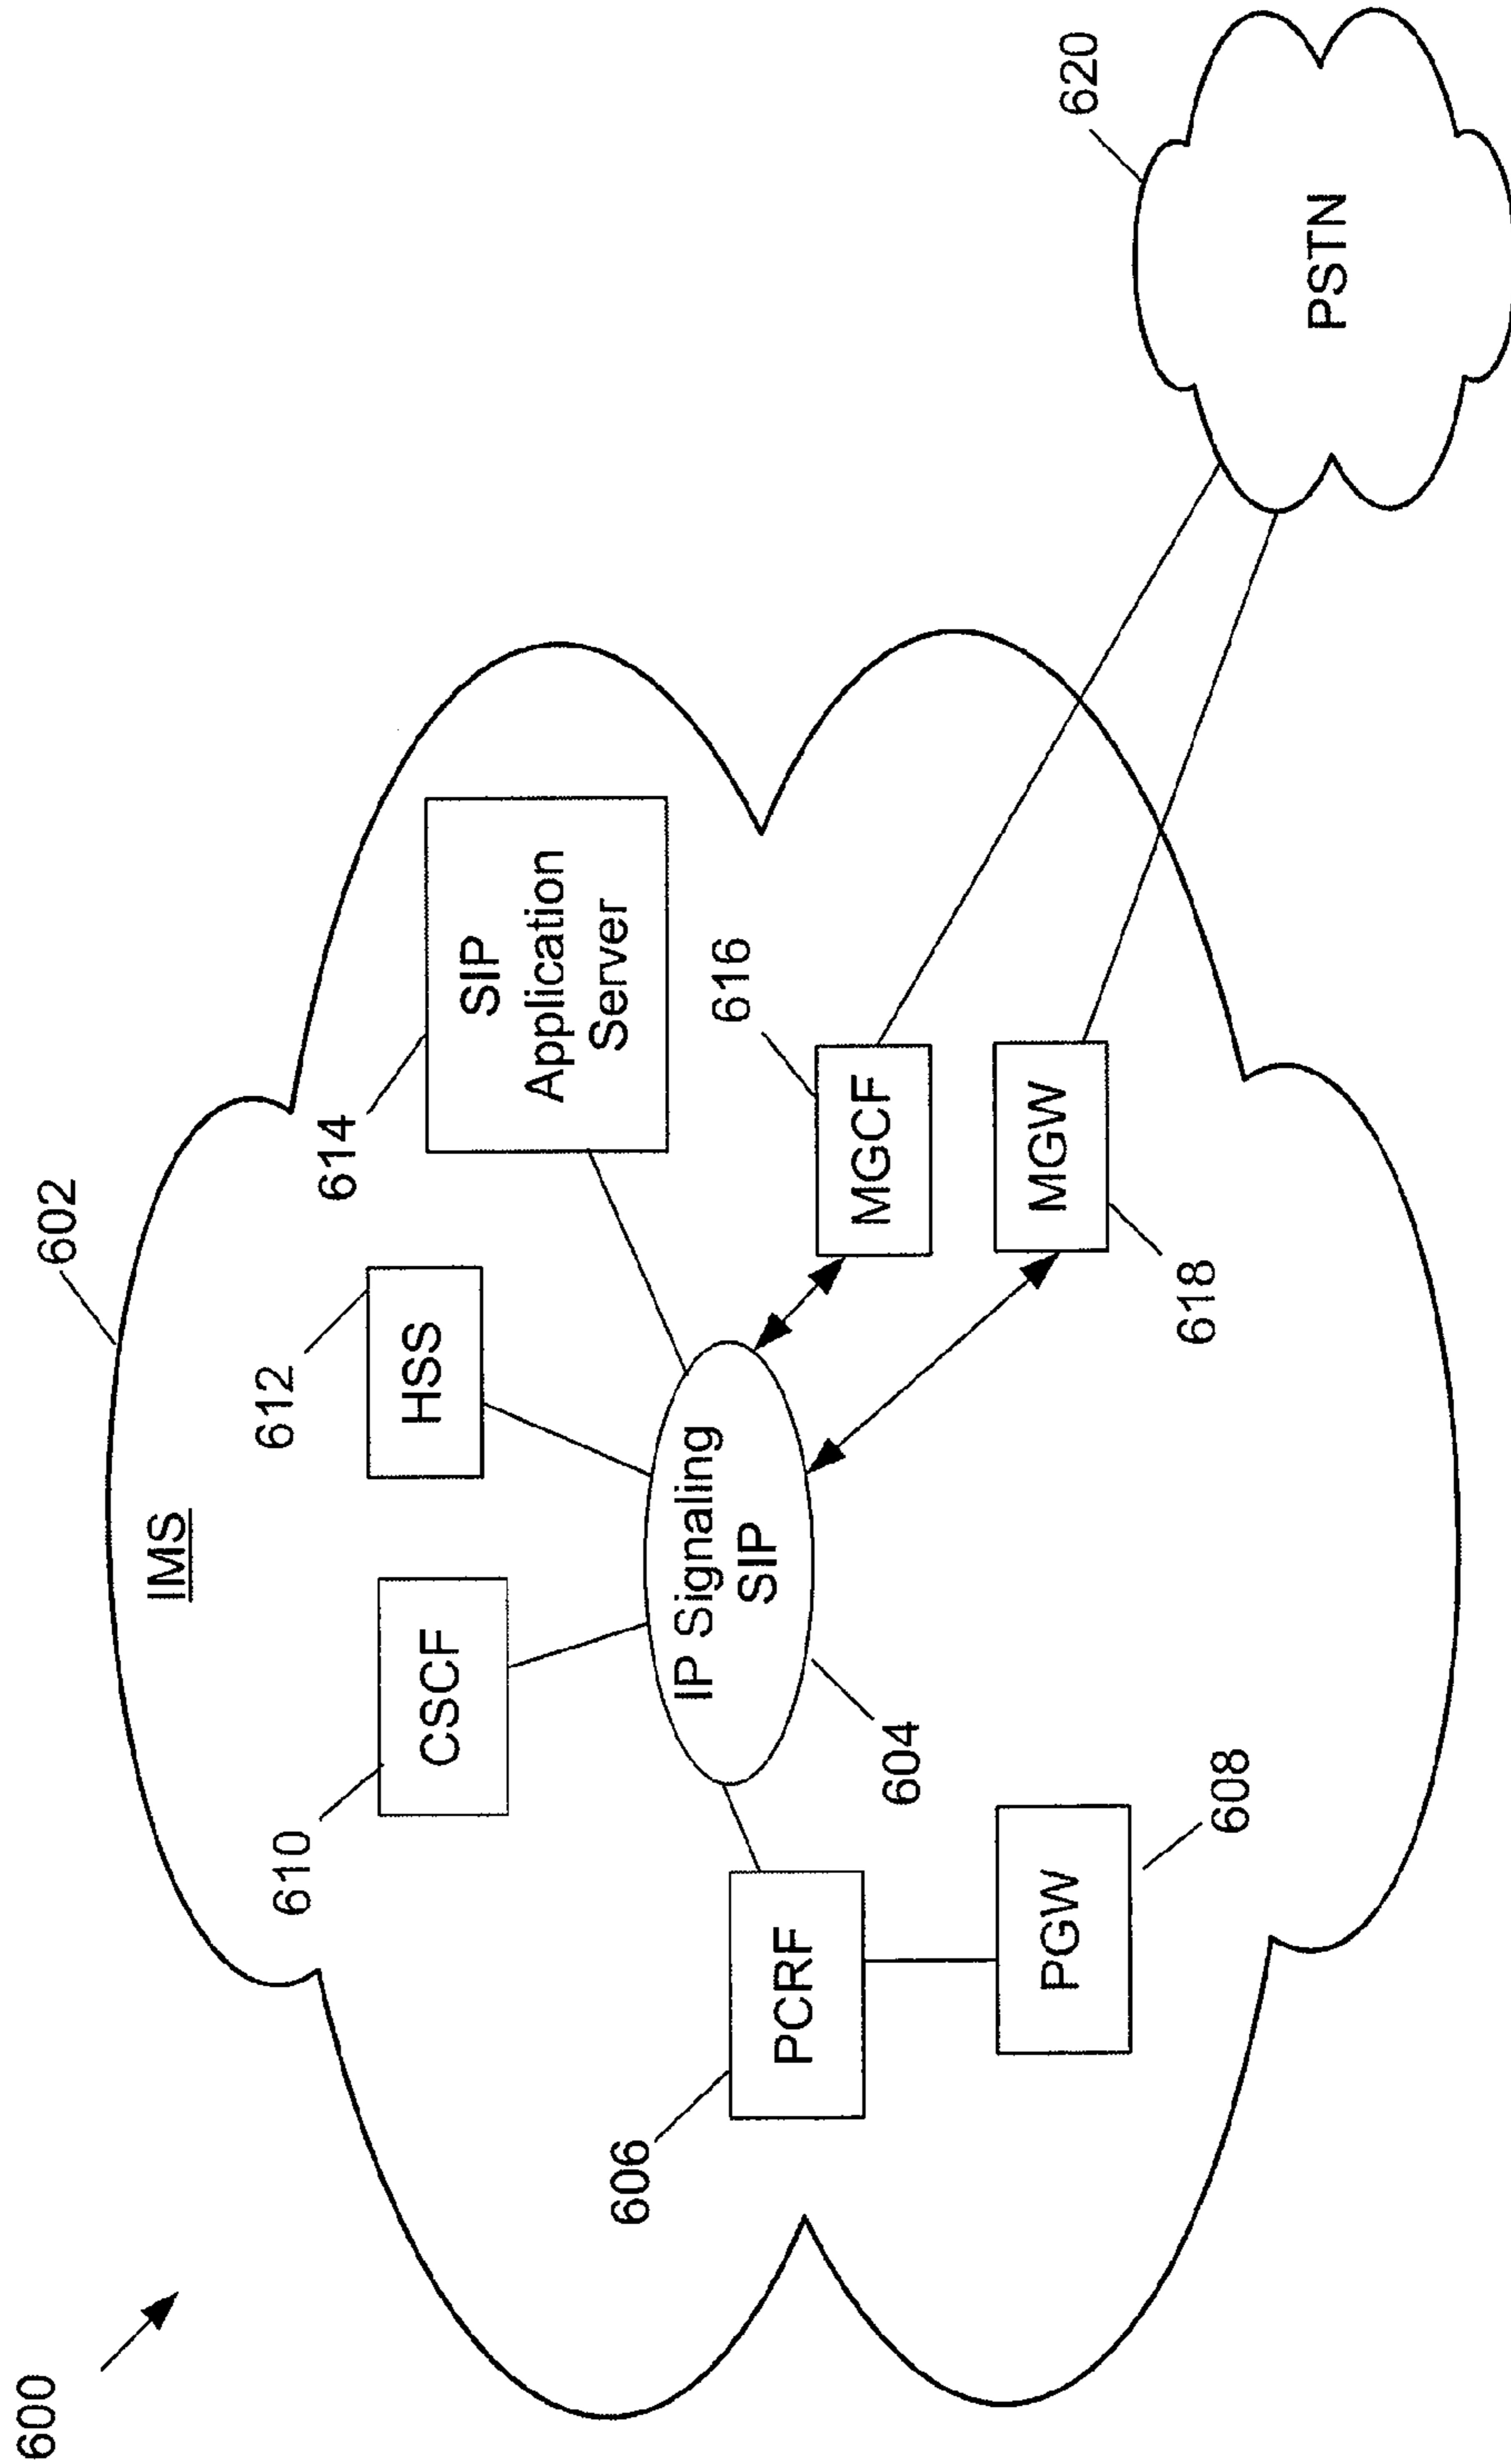 600
602
IMS
610
CSCF
612
HSS
614
SIP
Application
Server
606
PCRF
IP Signaling
SIP
604
616
MGCF
PGW
608
MGW
618
620
PSTN